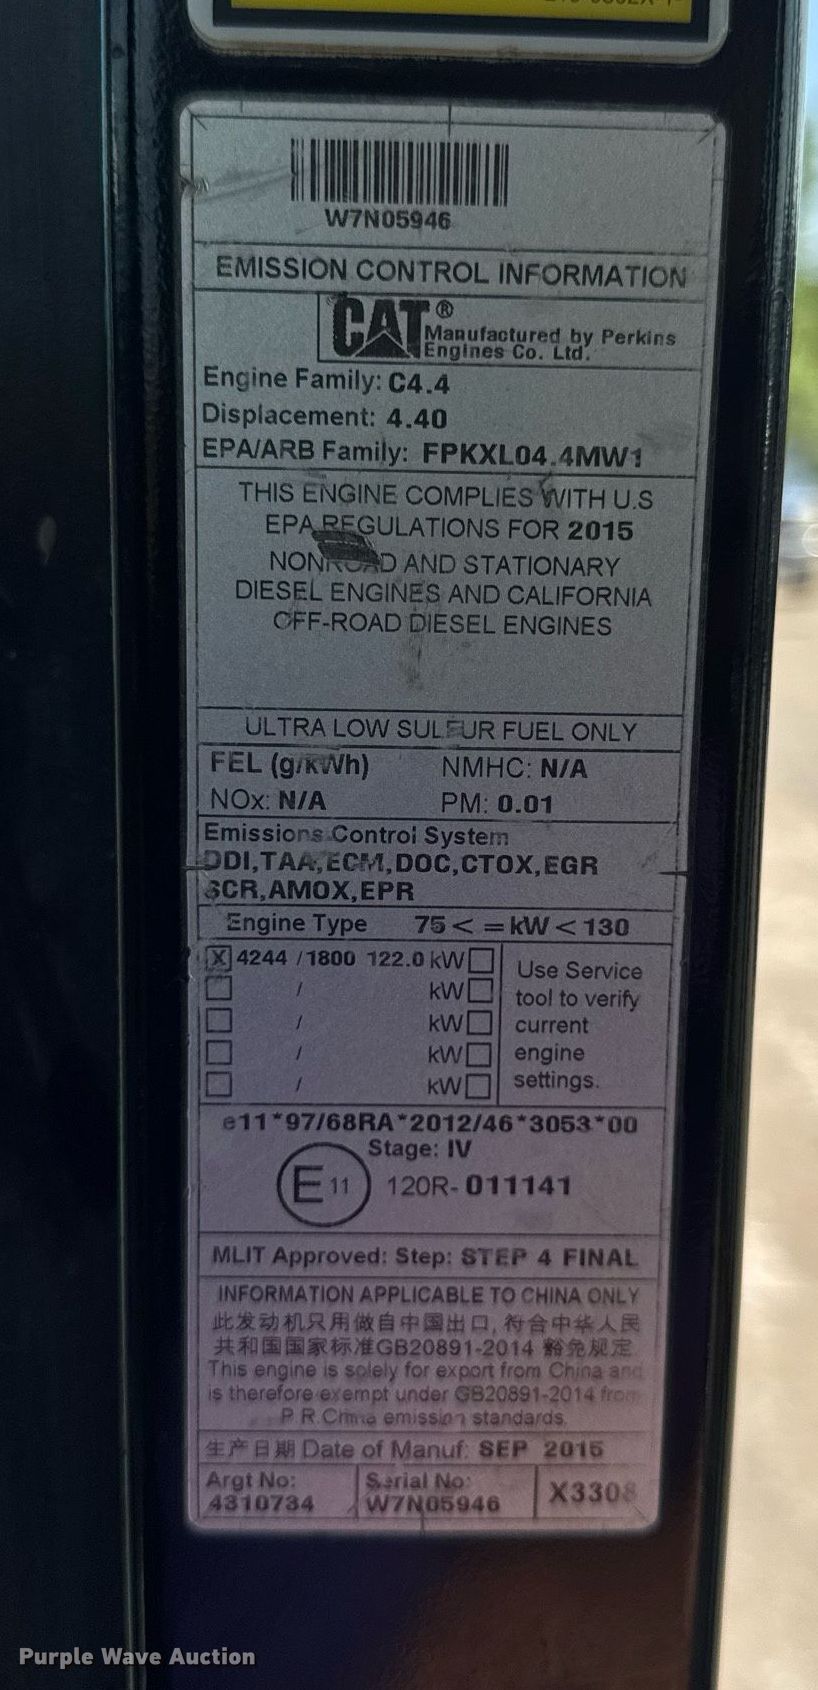 W7N05946
EMISSION CONTROL INFORMATION
CAT®
Manufactured by Perkins
Engines Co. Ltd.
Engine Family: C4.4
Displacement: 4.40
EPA/ARB Family: FPKXL04.4MW1
THIS ENGINE COMPLIES WITH U.S
EPA REGULATIONS FOR 2015
NONROAD AND STATIONARY
DIESEL ENGINES AND CALIFORNIA
OFF-ROAD DIESEL ENGINES
ULTRA LOW SULFUR FUEL ONLY
FEL (g/kWh) NMHC: N/A
NOx: N/A PM: 0.01
Emissions Control System
DDI,TAA,ECM,DOC,CTOX,EGR
SCR,AMOX,EPR
Engine Type 75 < = kW < 130
X 4244 / 1800 122.0 kW
/ kW
/ kW
/ kW
/ kW
Use Service
tool to verify
current
engine
settings.
e11*97/68RA*2012/46*3053*00
Stage: IV
E 11 120R- 011141
MLIT Approved: Step: STEP 4 FINAL
INFORMATION APPLICABLE TO CHINA ONLY
此发动机只用做自中国出口, 符合中华人民
共和国国家标准GB20891-2014 豁免规定
This engine is solely for export from China and
is therefore exempt under GB20891-2014 from
P.R.China emission standards.
生产日期 Date of Manuf: SEP 2015
Argt No:
4310734
Serial No:
W7N05946
X3308
Purple Wave Auction